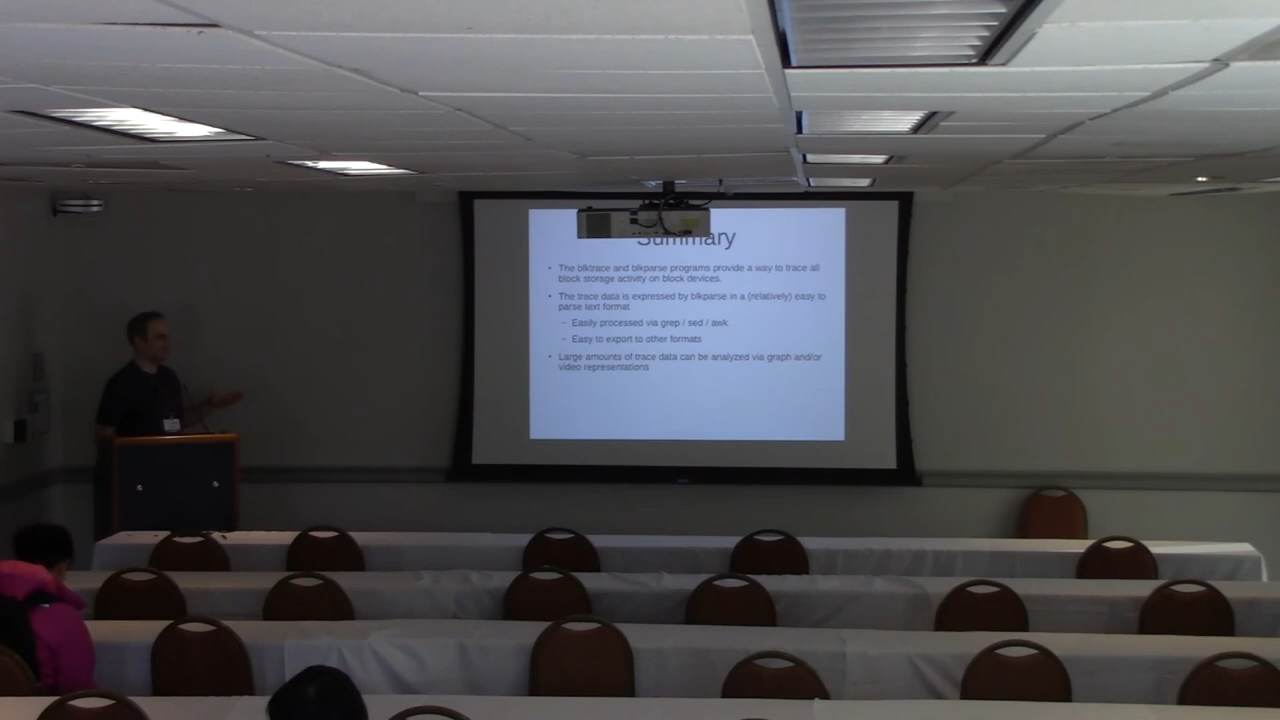 Summary
• The blktrace and blkparse programs provide a way to trace all
block storage activity on block devices.
• The trace data is expressed by blkparse in a (relatively) easy to
parse text format
– Easily processed via grep / sed / awk
– Easy to export to other formats
• Large amounts of trace data can be analyzed via graph and/or
video representations